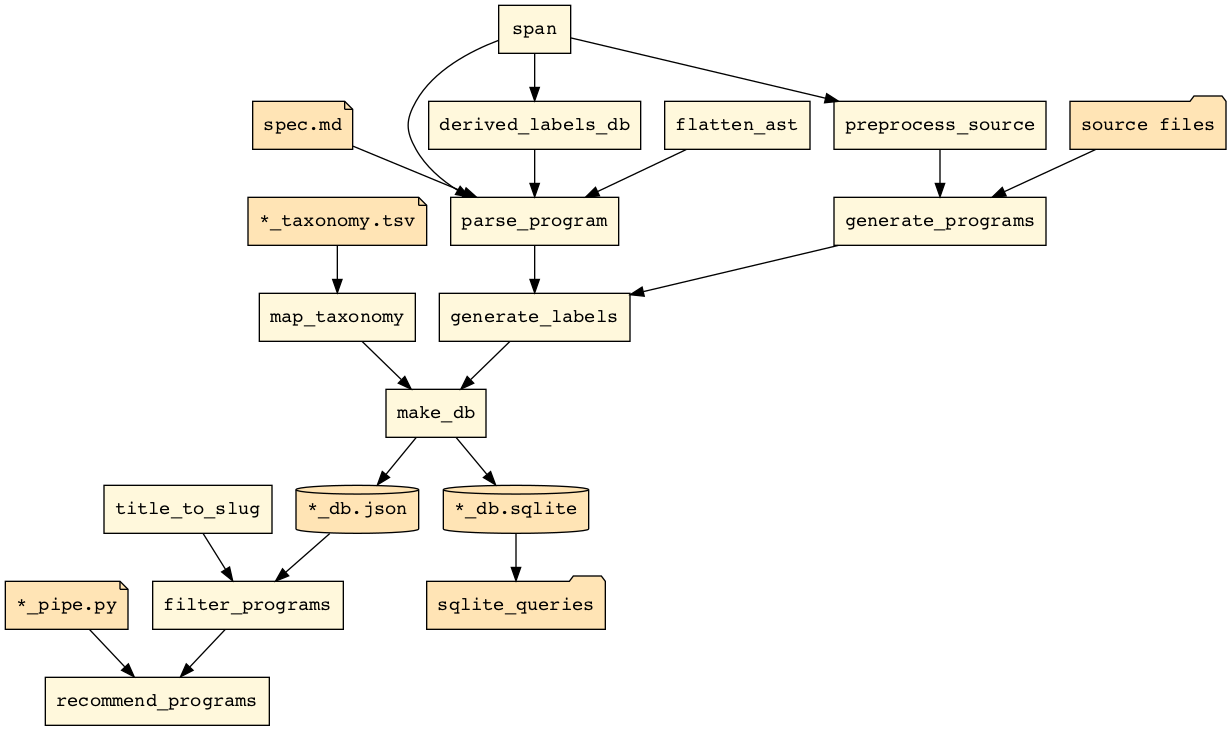 span
spec.md
derived_labels_db
flatten_ast
preprocess_source
source files
*_taxonomy.tsv
parse_program
generate_programs
map_taxonomy
generate_labels
make_db
title_to_slug
*_db.json
*_db.sqlite
*_pipe.py
filter_programs
sqlite_queries
recommend_programs